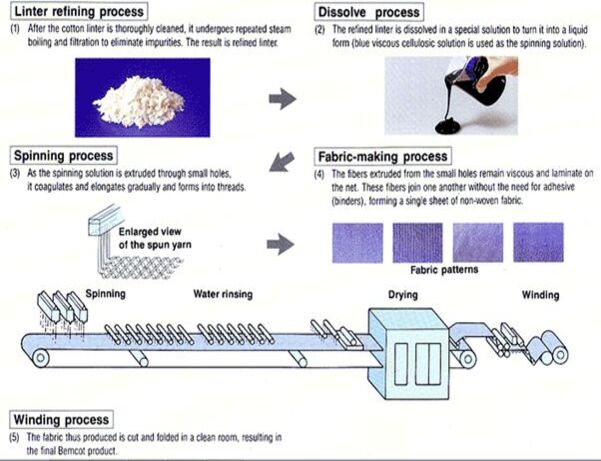 Linter refining process
(1) After the cotton linter is thoroughly cleaned, it undergoes repeated steam
boiling and filtration to eliminate impurities. The result is refined linter.
Dissolve process
(2) The refined linter is dissolved in a special solution to turn it into a liquid
form (blue viscous cellulosic solution is used as the spinning solution).
Spinning process
(3) As the spinning solution is extruded through small holes,
it coagulates and elongates gradually and forms into threads.
Enlarged view
of the spun yarn
Fabric-making process
(4) The fibers extruded from the small holes remain viscous and laminate on
the net. These fibers join one another without the need for adhesive
(binders), forming a single sheet of non-woven fabric.
Fabric patterns
Spinning
Water rinsing
Drying
Winding
Winding process
(5) The fabric thus produced is cut and folded in a clean room, resulting in
the final Bemcot product.